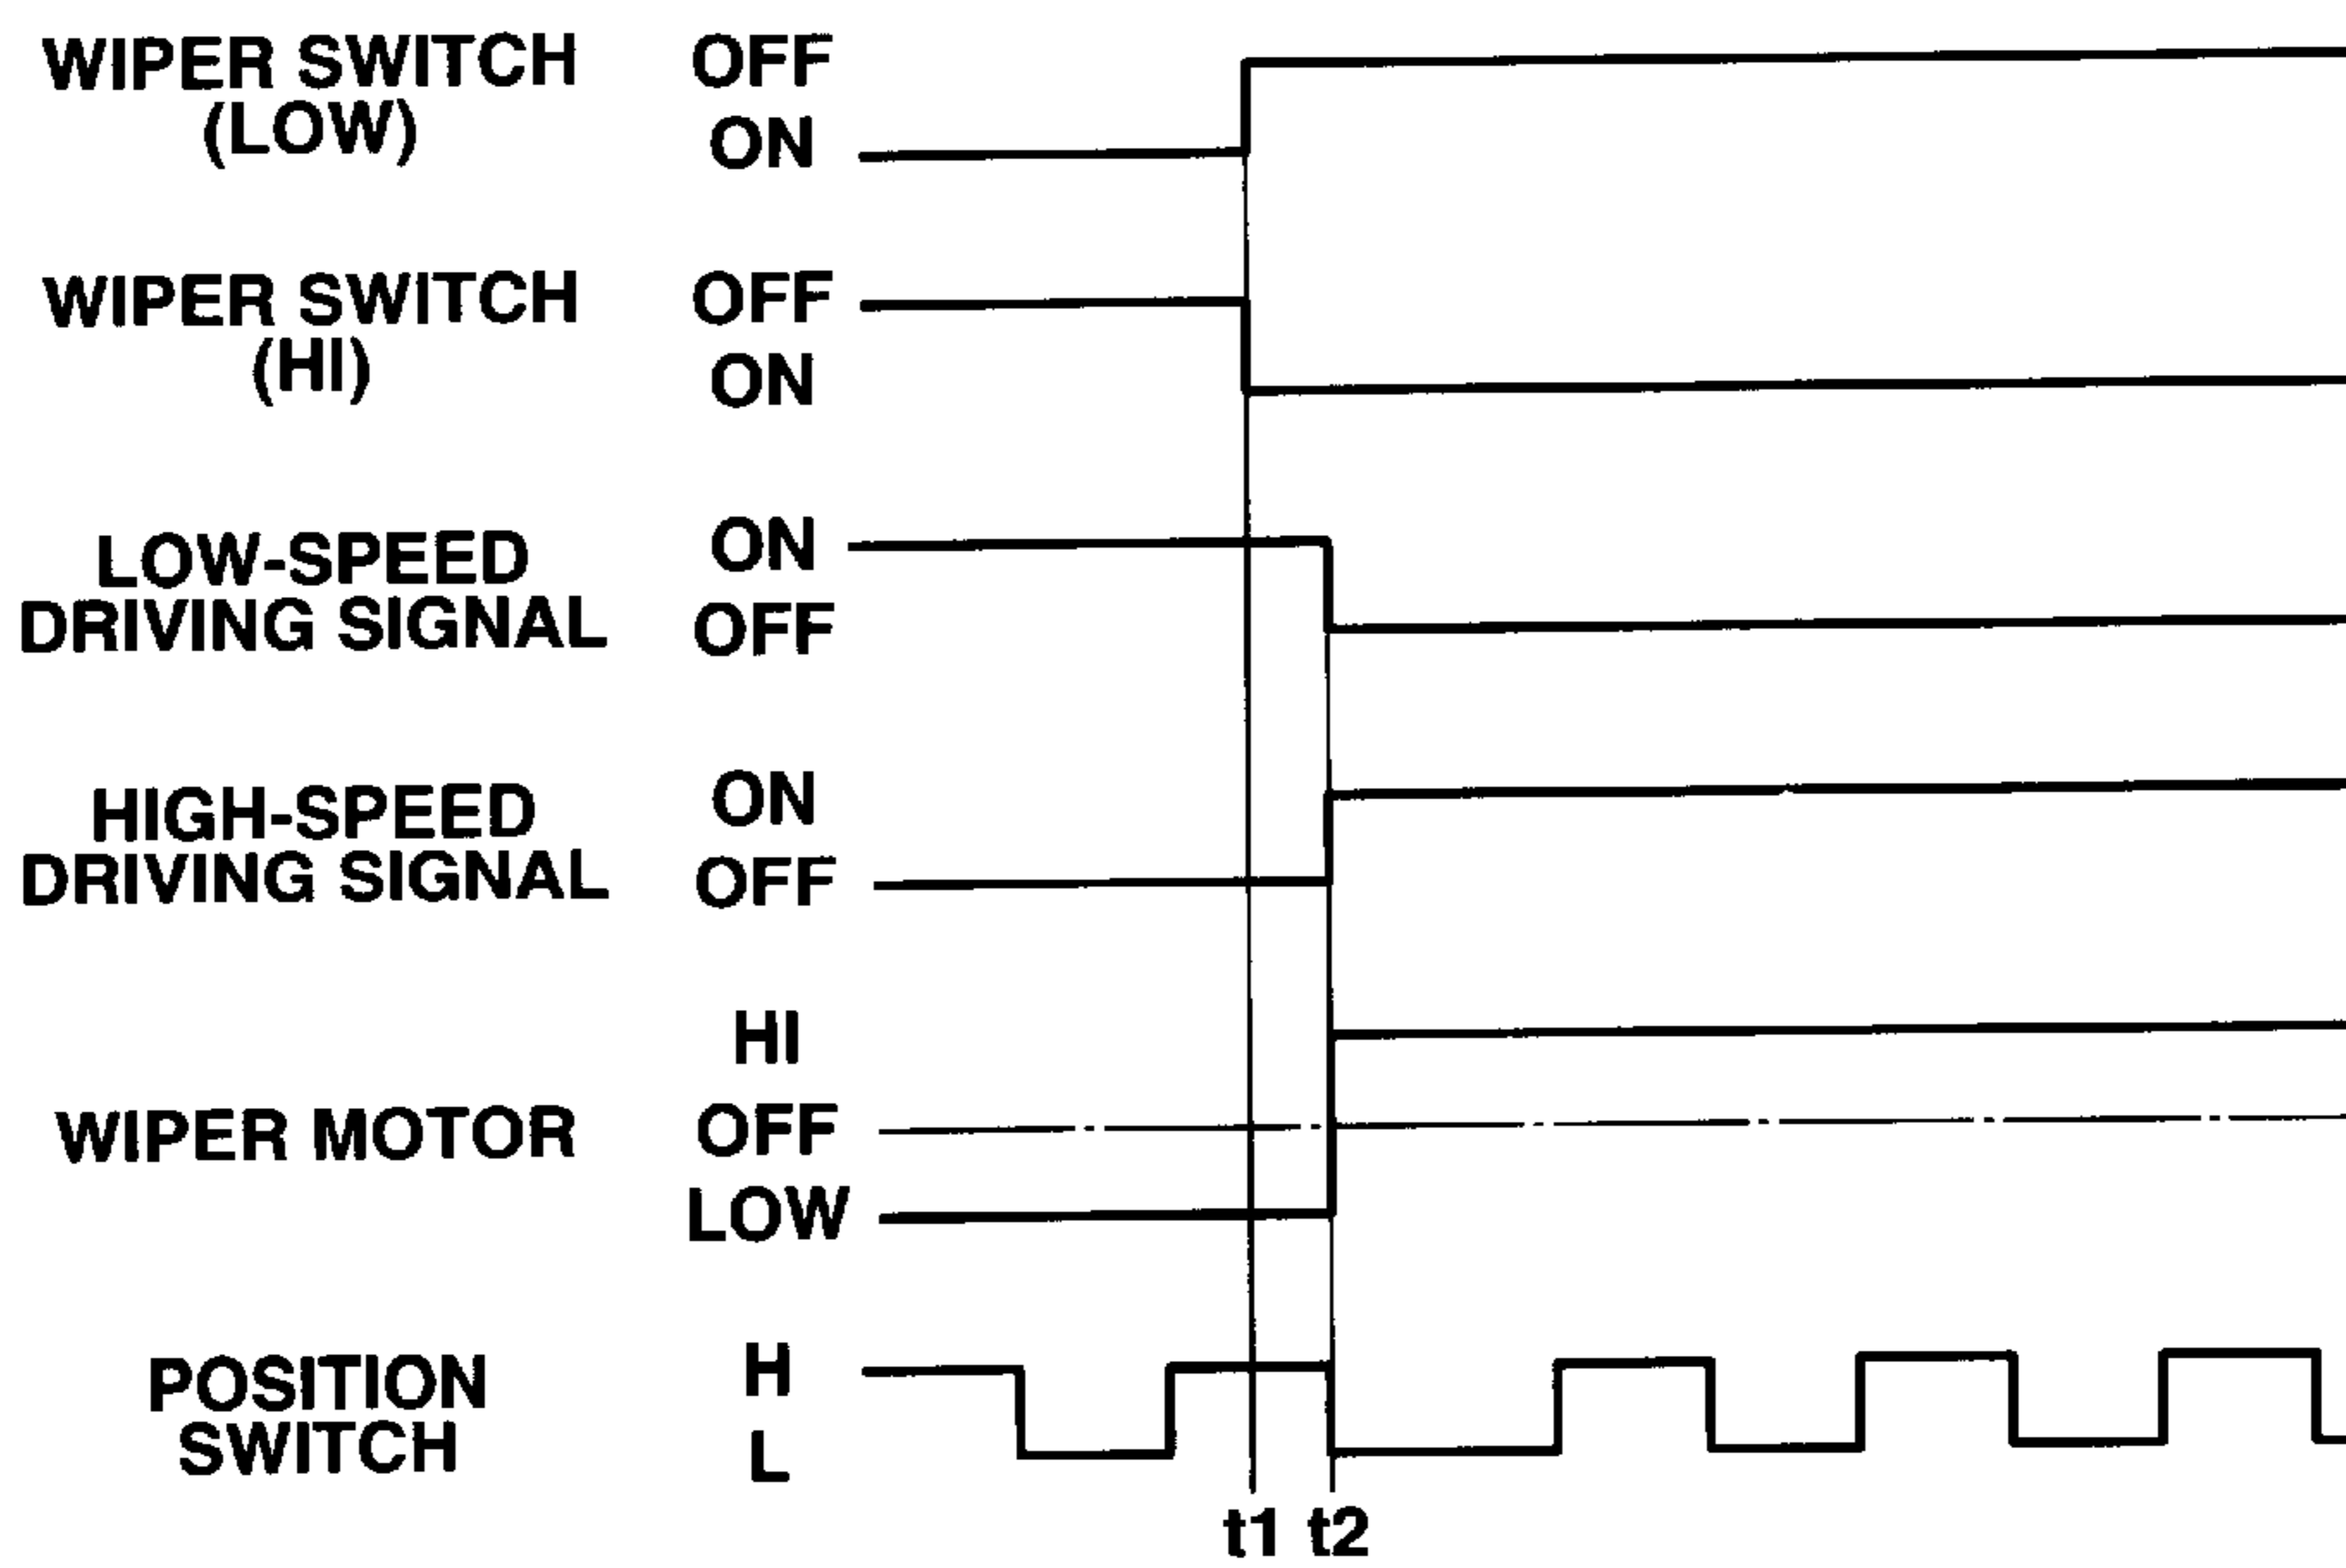 WIPER SWITCH
(LOW)
OFF
ON
WIPER SWITCH
(HI)
OFF
ON
LOW-SPEED
DRIVING SIGNAL
ON
OFF
HIGH-SPEED
DRIVING SIGNAL
ON
OFF
WIPER MOTOR
HI
OFF
LOW
POSITION
SWITCH
H
L
t1 t2